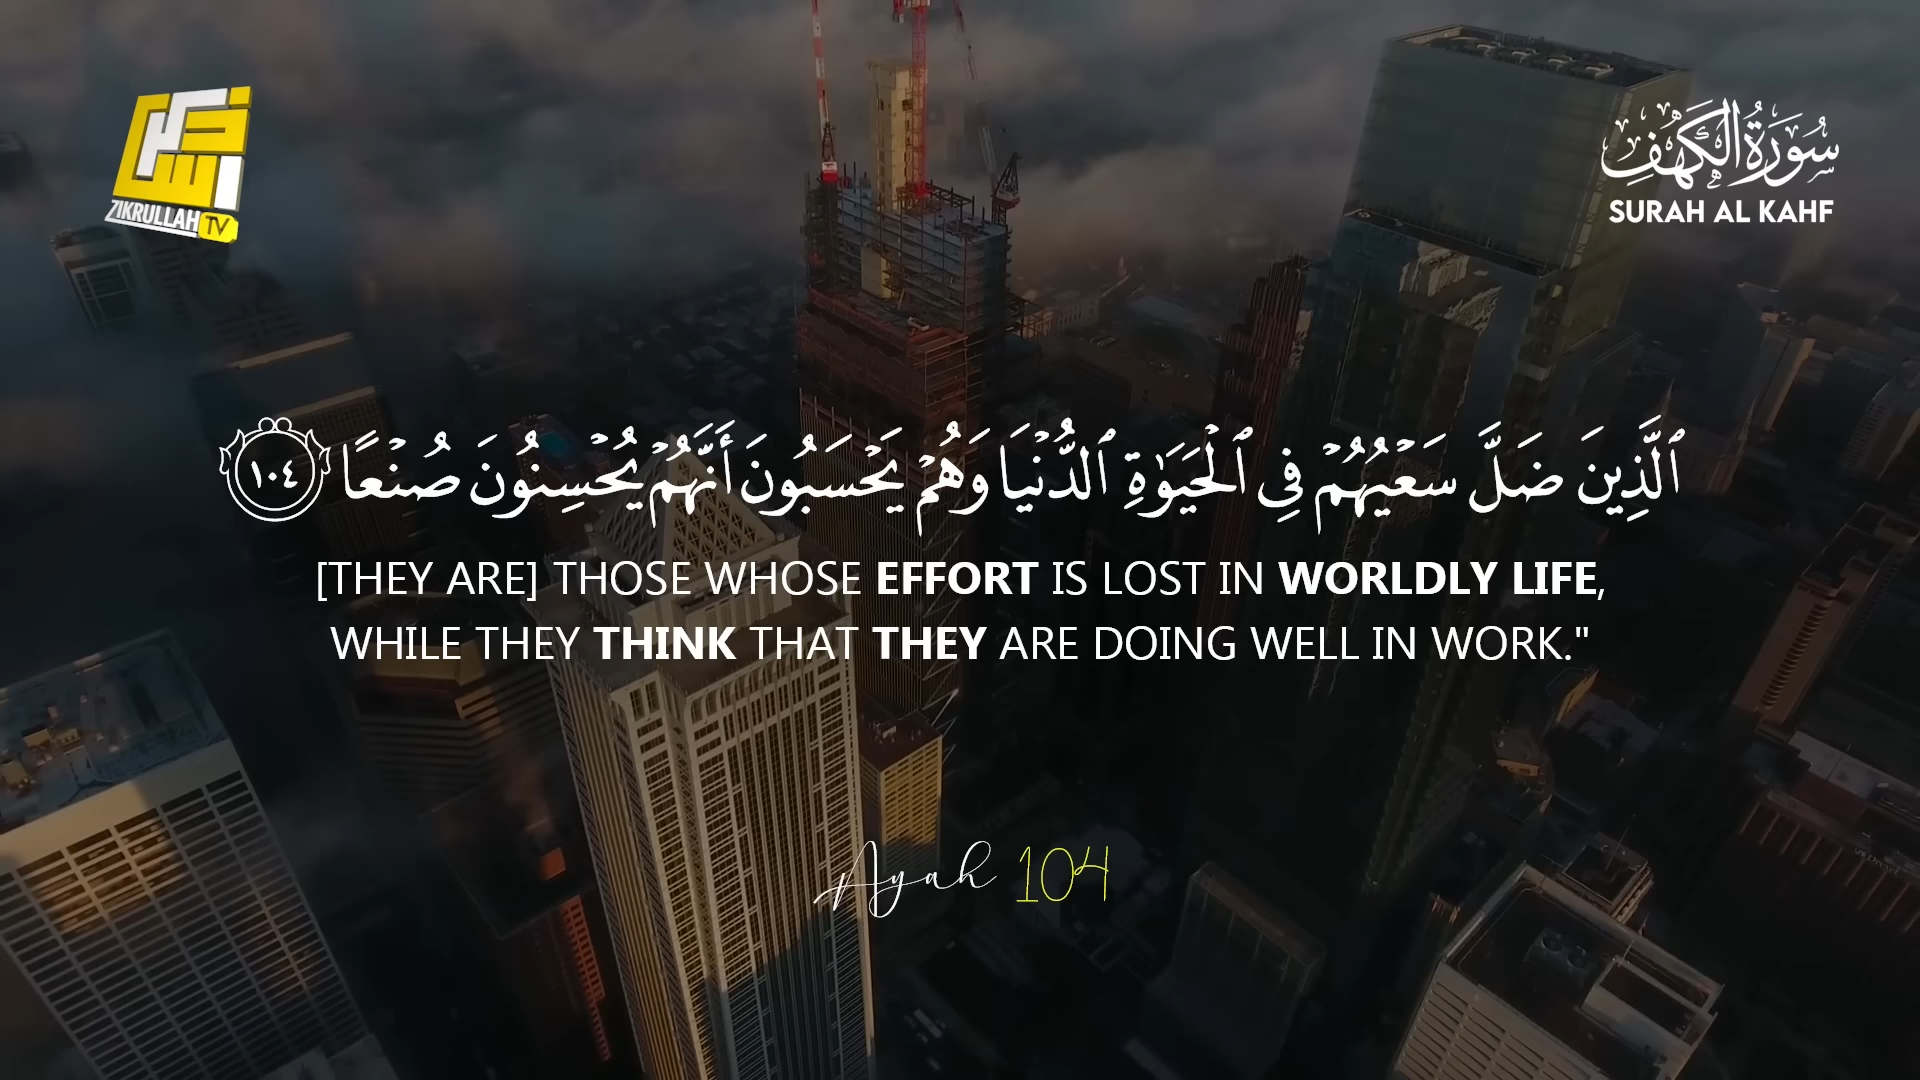 ZIKRULLAH TV
سُورَةُ الكَهْفِ
SURAH AL KAHF
ٱلَّذِينَ ضَلَّ سَعْيُهُمْ فِي ٱلْحَيَوٰةِ ٱلدُّنْيَا وَهُمْ يَحْسَبُونَ أَنَّهُمْ يُحْسِنُونَ صُنْعًا ١٠٤
[THEY ARE] THOSE WHOSE EFFORT IS LOST IN WORLDLY LIFE,
WHILE THEY THINK THAT THEY ARE DOING WELL IN WORK."
Ayah 104